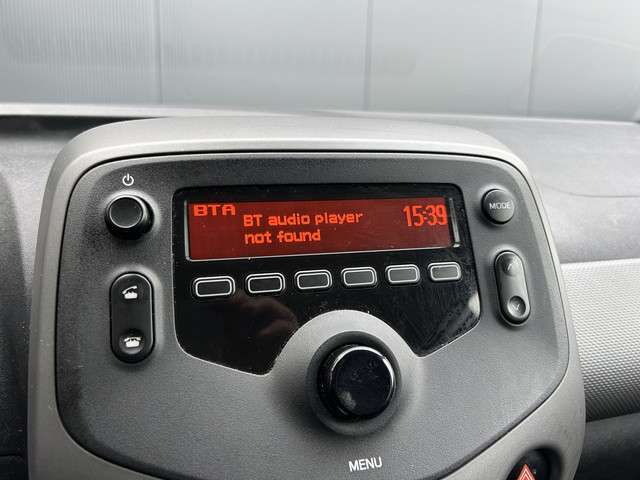 BTA
BT audio player
15:39
not found
MODE
MENU